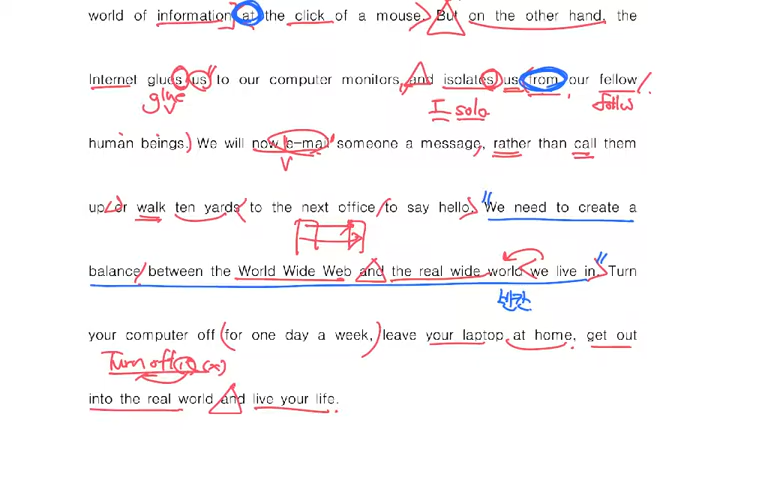 world of information at the click of a mouse. But on the other hand, the
Internet glues us to our computer monitors, and isolates us from our fellow
glue I sola follow
human beings. We will now e-mail someone a message, rather than call them
V
up or walk ten yards to the next office to say hello. We need to create a
balance between the World Wide Web and the real wide world we live in. Turn
빈칸
your computer off for one day a week, leave your laptop at home, get out
Turn off
into the real world and live your life.